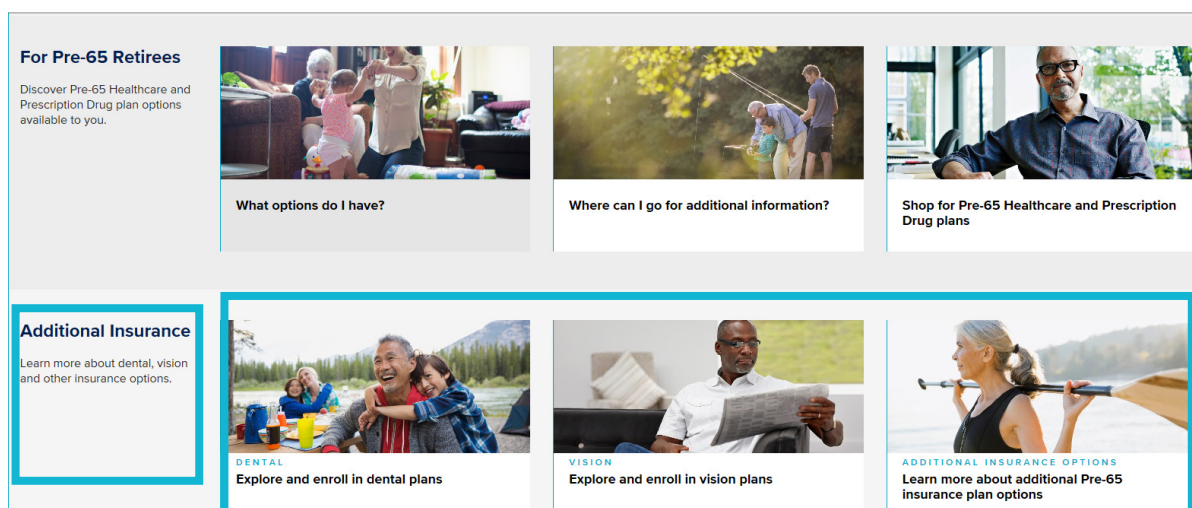 For Pre-65 Retirees
Discover Pre-65 Healthcare and
Prescription Drug plan options
available to you.
What options do I have?
Where can I go for additional information?
Shop for Pre-65 Healthcare and Prescription
Drug plans
Additional Insurance
Learn more about dental, vision
and other insurance options.
DENTAL
Explore and enroll in dental plans
VISION
Explore and enroll in vision plans
ADDITIONAL INSURANCE OPTIONS
Learn more about additional Pre-65
insurance plan options